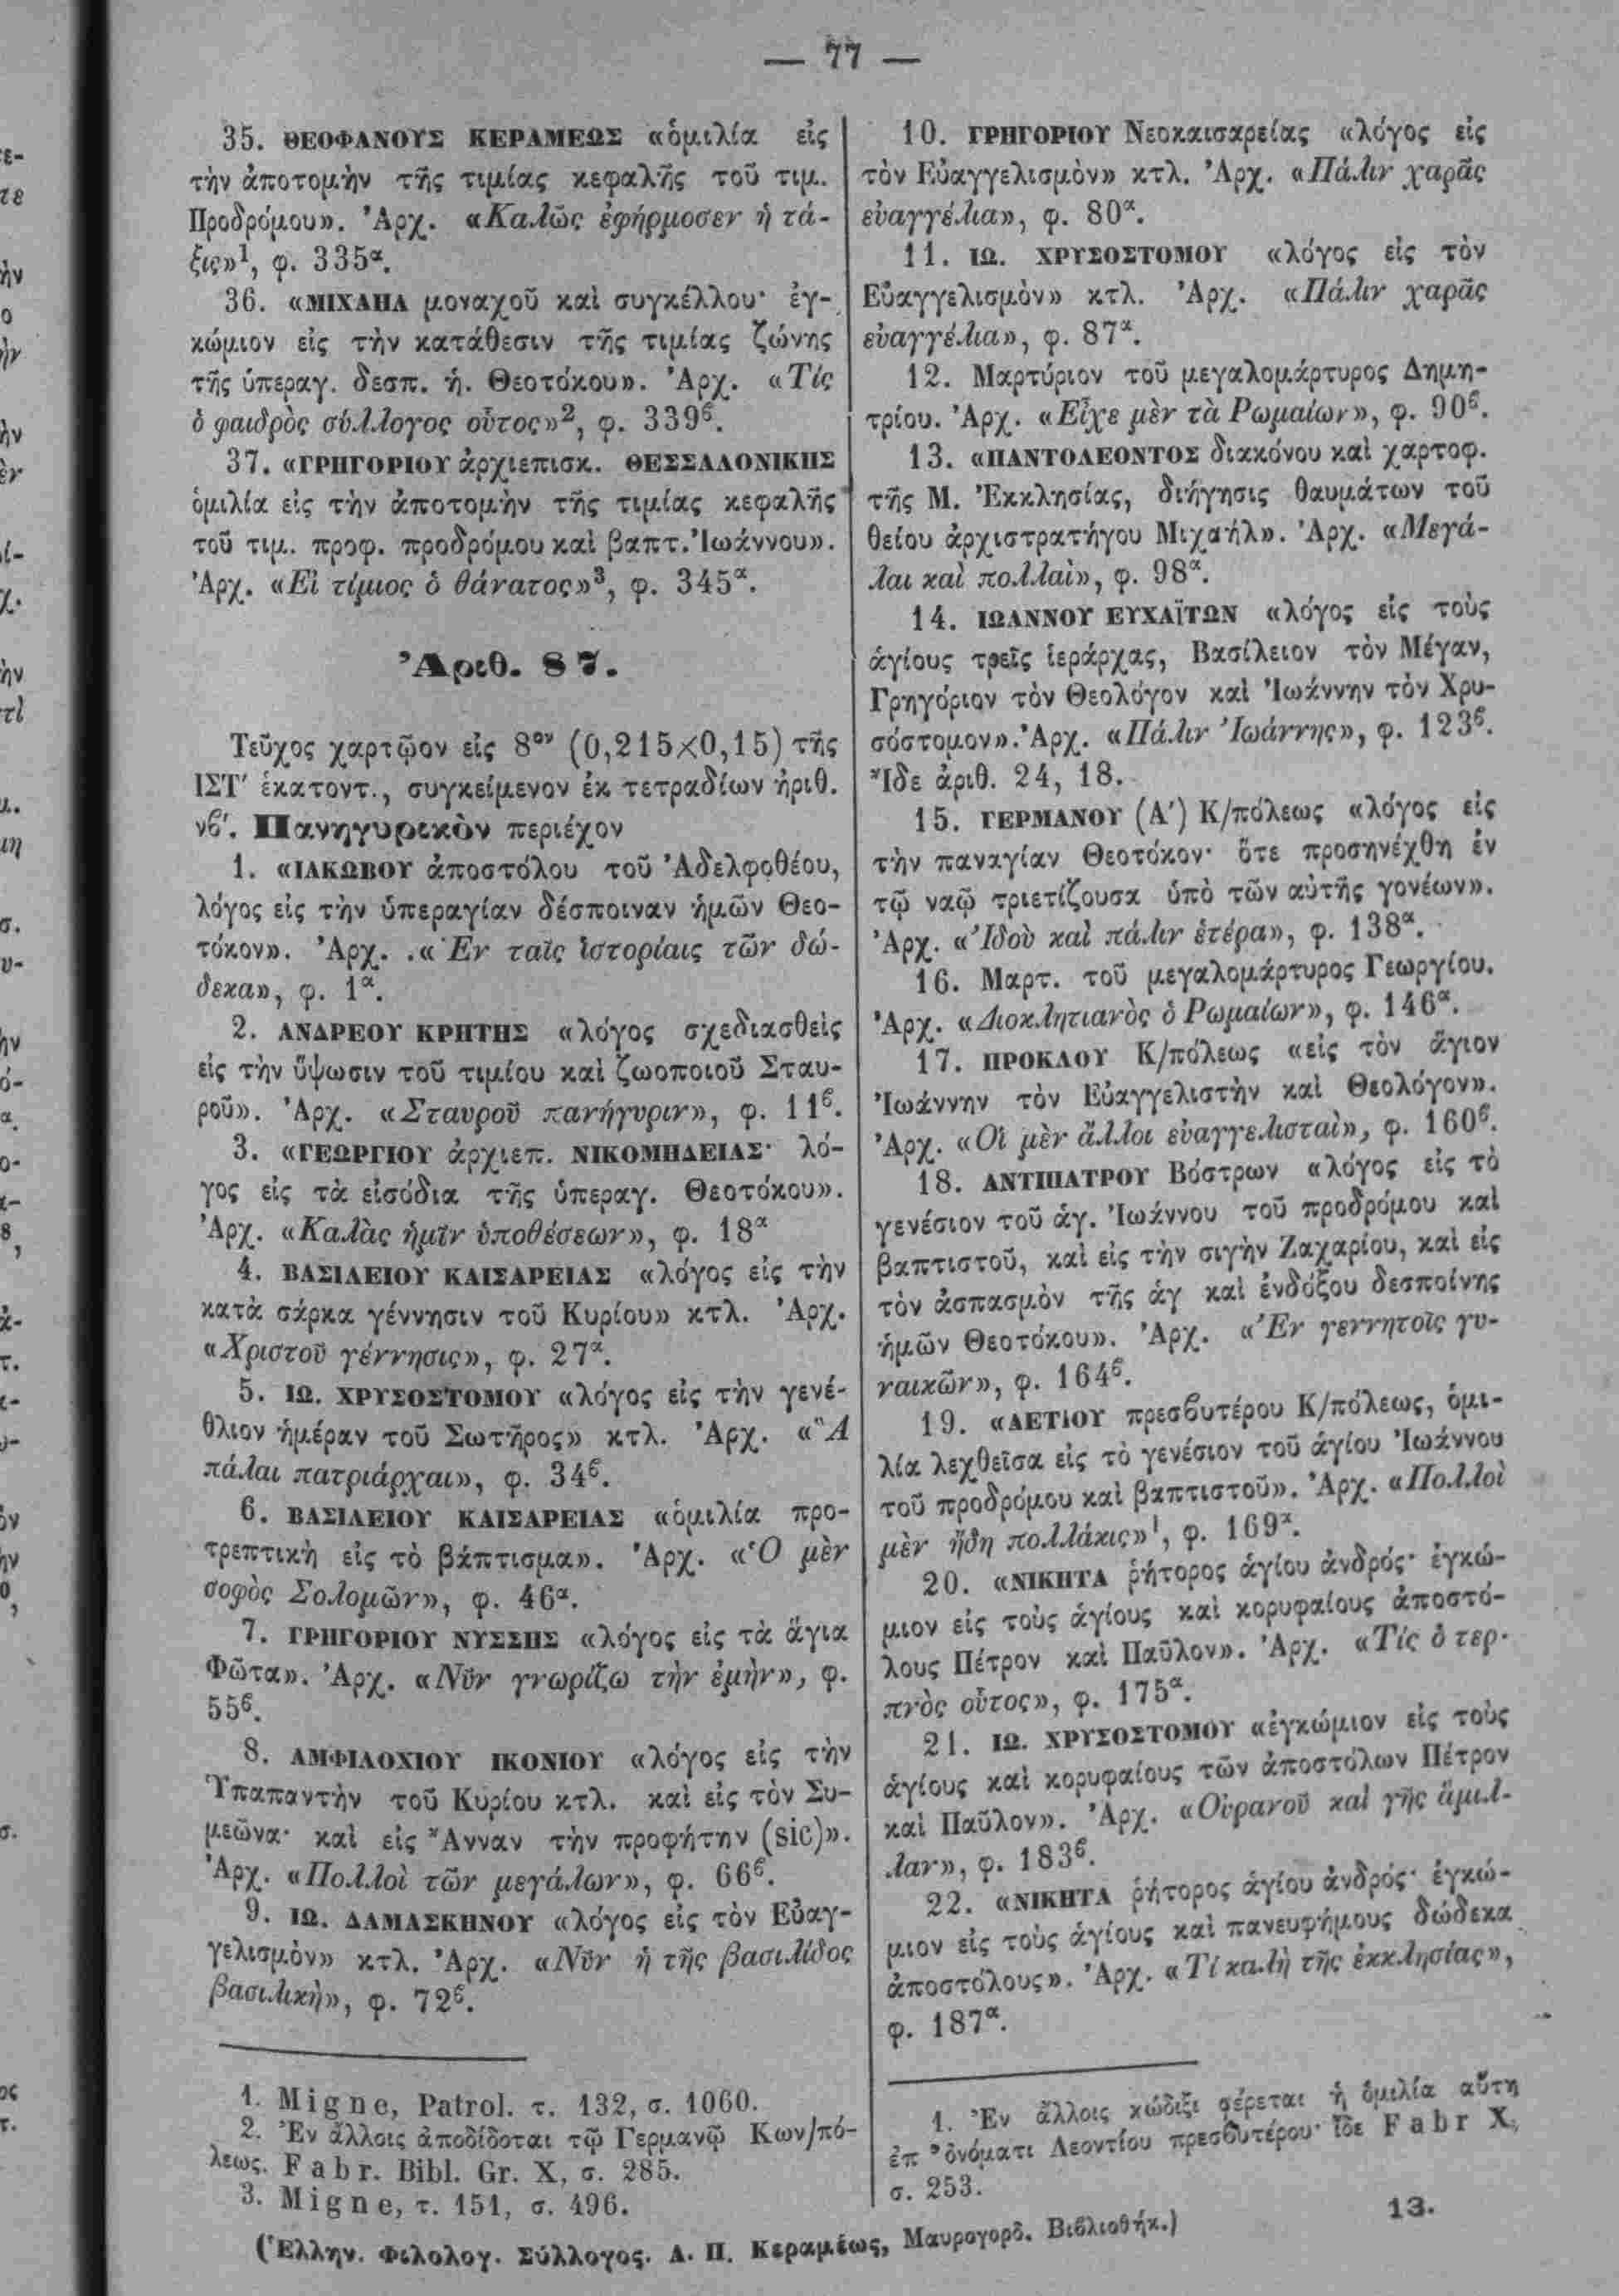 — 77 —
35. ΘΕΟΦΑΝΟΥΣ ΚΕΡΑΜΕΩΣ «ὁμιλία εἰς
τὴν ἀποτομὴν τῆς τιμίας κεφαλῆς τοῦ τιμ.
Προδρόμου». Ἀρχ. «Καλῶς ἐφήρμοσεν ἡ τά-
ξις»¹, φ. 335α.
36. «ΜΙΧΑΗΛ μοναχοῦ καὶ συγκέλλου· ἐγ-
κώμιον εἰς τὴν κατάθεσιν τῆς τιμίας ζώνης
τῆς ὑπεραγ. δεσπ. ἡ. Θεοτόκου». Ἀρχ. «Τίς
ὁ φαιδρὸς σύλλογος οὗτος»², φ. 339ϐ.
37. «ΓΡΗΓΟΡΙΟΥ ἀρχιεπισκ. ΘΕΣΣΑΛΟΝΙΚΗΣ
ὁμιλία εἰς τὴν ἀποτομὴν τῆς τιμίας κεφαλῆς
τοῦ τιμ. προφ. προδρόμου καὶ βαπτ. Ἰωάννου».
Ἀρχ. «Εἰ τίμιος ὁ θάνατος»³, φ. 345α.
Ἀριθ. 87.
Τεῦχος χαρτῷον εἰς 8ον (0,215×0,15) τῆς
ΙΣΤ′ ἑκατοντ., συγκείμενον ἐκ τετραδίων ἠριθ.
νϐ′. Πανηγυρικὸν περιέχον
1. «ΙΑΚΩΒΟΥ ἀποστόλου τοῦ Ἀδελφοθέου,
λόγος εἰς τὴν ὑπεραγίαν δέσποιναν ἡμῶν Θεο-
τόκον». Ἀρχ. «Ἐν ταῖς ἱστορίαις τῶν δώ-
δεκα», φ. 1α.
2. ΑΝΔΡΕΟΥ ΚΡΗΤΗΣ «λόγος σχεδιασθεὶς
εἰς τὴν ὕψωσιν τοῦ τιμίου καὶ ζωοποιοῦ Σταυ-
ροῦ». Ἀρχ. «Σταυροῦ πανήγυριν», φ. 11ϐ.
3. «ΓΕΩΡΓΙΟΥ ἀρχιεπ. ΝΙΚΟΜΗΔΕΙΑΣ· λό-
γος εἰς τὰ εἰσόδια τῆς ὑπεραγ. Θεοτόκου».
Ἀρχ. «Καλὰς ἡμῖν ὑποθέσεων», φ. 18α
4. ΒΑΣΙΛΕΙΟΥ ΚΑΙΣΑΡΕΙΑΣ «λόγος εἰς τὴν
κατὰ σάρκα γέννησιν τοῦ Κυρίου» κτλ. Ἀρχ.
«Χριστοῦ γέννησις», φ. 27α.
5. ΙΩ. ΧΡΥΣΟΣΤΟΜΟΥ «λόγος εἰς τὴν γενέ-
θλιον ἡμέραν τοῦ Σωτῆρος» κτλ. Ἀρχ. «Ἃ
πάλαι πατριάρχαι», φ. 34ϐ.
6. ΒΑΣΙΛΕΙΟΥ ΚΑΙΣΑΡΕΙΑΣ «ὁμιλία προ-
τρεπτικὴ εἰς τὸ βάπτισμα». Ἀρχ. «Ὁ μὲν
σοφὸς Σολομῶν», φ. 46α.
7. ΓΡΗΓΟΡΙΟΥ ΝΥΣΣΗΣ «λόγος εἰς τὰ ἅγια
Φῶτα». Ἀρχ. «Νῦν γνωρίζω τὴν ἐμὴν», φ.
55ϐ.
8. ΑΜΦΙΛΟΧΙΟΥ ΙΚΟΝΙΟΥ «λόγος εἰς τὴν
Ὑπαπαντὴν τοῦ Κυρίου κτλ. καὶ εἰς τὸν Συ-
μεῶνα· καὶ εἰς Ἄνναν τὴν προφήτην (sic)».
Ἀρχ. «Πολλοὶ τῶν μεγάλων», φ. 66ϐ.
9. ΙΩ. ΔΑΜΑΣΚΗΝΟΥ «λόγος εἰς τὸν Εὐαγ-
γελισμὸν» κτλ. Ἀρχ. «Νῦν ἡ τῆς βασιλίδος
βασιλικὴ», φ. 72ϐ.
1. Migne, Patrol. τ. 132, σ. 1060.
2. Ἐν ἄλλοις ἀποδίδοται τῷ Γερμανῷ Κων/πό-
λεως. Fabr. Bibl. Gr. X, σ. 285.
3. Migne, τ. 151, σ. 496.
10. ΓΡΗΓΟΡΙΟΥ Νεοκαισαρείας «λόγος εἰς
τὸν Εὐαγγελισμὸν» κτλ. Ἀρχ. «Πάλιν χαρᾶς
εὐαγγέλια», φ. 80α.
11. ΙΩ. ΧΡΥΣΟΣΤΟΜΟΥ «λόγος εἰς τὸν
Εὐαγγελισμὸν» κτλ. Ἀρχ. «Πάλιν χαρᾶς
εὐαγγέλια», φ. 87α.
12. Μαρτύριον τοῦ μεγαλομάρτυρος Δημη-
τρίου. Ἀρχ. «Εἶχε μὲν τὰ Ρωμαίων», φ. 90ϐ.
13. «ΠΑΝΤΟΛΕΟΝΤΟΣ διακόνου καὶ χαρτοφ.
τῆς Μ. Ἐκκλησίας, διήγησις θαυμάτων τοῦ
θείου ἀρχιστρατήγου Μιχαήλ». Ἀρχ. «Μεγά-
λαι καὶ πολλαὶ», φ. 98α.
14. ΙΩΑΝΝΟΥ ΕΥΧΑΪΤΩΝ «λόγος εἰς τοὺς
ἁγίους τρεῖς ἱεράρχας, Βασίλειον τὸν Μέγαν,
Γρηγόριον τὸν Θεολόγον καὶ Ἰωάννην τὸν Χρυ-
σόστομον». Ἀρχ. «Πάλιν Ἰωάννης», φ. 123ϐ.
Ἴδε ἀριθ. 24, 18.
15. ΓΕΡΜΑΝΟΥ (Α′) Κ/πόλεως «λόγος εἰς
τὴν παναγίαν Θεοτόκον· ὅτε προσηνέχθη ἐν
τῷ ναῷ τριετίζουσα ὑπὸ τῶν αὐτῆς γονέων».
Ἀρχ. «Ἰδοὺ καὶ πάλιν ἑτέρα», φ. 138α.
16. Μαρτ. τοῦ μεγαλομάρτυρος Γεωργίου.
Ἀρχ. «Διοκλητιανὸς ὁ Ρωμαίων», φ. 146α.
17. ΠΡΟΚΛΟΥ Κ/πόλεως «εἰς τὸν ἅγιον
Ἰωάννην τὸν Εὐαγγελιστὴν καὶ Θεολόγον».
Ἀρχ. «Οἱ μὲν ἄλλοι εὐαγγελισταὶ», φ. 160ϐ.
18. ΑΝΤΙΠΑΤΡΟΥ Βόστρων «λόγος εἰς τὸ
γενέσιον τοῦ ἁγ. Ἰωάννου τοῦ προδρόμου καὶ
βαπτιστοῦ, καὶ εἰς τὴν σιγὴν Ζαχαρίου, καὶ εἰς
τὸν ἀσπασμὸν τῆς ἁγ καὶ ἐνδόξου δεσποίνης
ἡμῶν Θεοτόκου». Ἀρχ. «Ἐν γεννητοῖς γυ-
ναικῶν», φ. 164ϐ.
19. «ΑΕΤΙΟΥ πρεσϐυτέρου Κ/πόλεως, ὁμι-
λία λεχθεῖσα εἰς τὸ γενέσιον τοῦ ἁγίου Ἰωάννου
τοῦ προδρόμου καὶ βαπτιστοῦ». Ἀρχ. «Πολλοὶ
μὲν ἤδη πολλάκις»¹, φ. 169α.
20. «ΝΙΚΗΤΑ ῥήτορος ἁγίου ἀνδρός· ἐγκώ-
μιον εἰς τοὺς ἁγίους καὶ κορυφαίους ἀποστό-
λους Πέτρον καὶ Παῦλον». Ἀρχ. «Τίς ὁ τερ-
πνὸς οὗτος», φ. 175α.
21. ΙΩ. ΧΡΥΣΟΣΤΟΜΟΥ «ἐγκώμιον εἰς τοὺς
ἁγίους καὶ κορυφαίους τῶν ἀποστόλων Πέτρον
καὶ Παῦλον». Ἀρχ. «Οὐρανοῦ καὶ γῆς ἅμιλ-
λαν», φ. 183ϐ.
22. «ΝΙΚΗΤΑ ῥήτορος ἁγίου ἀνδρός· ἐγκώ-
μιον εἰς τοὺς ἁγίους καὶ πανευφήμους δώδεκα
ἀποστόλους». Ἀρχ. «Τί καλὴ τῆς ἐκκλησίας»,
φ. 187α.
1. Ἐν ἄλλοις κώδιξι φέρεται ἡ ὁμιλία αὕτη
ἐπ' ὀνόματι Λεοντίου πρεσϐυτέρου· ἴδε Fabr X,
σ. 253.
(Ἑλλην. Φιλολογ. Σύλλογος. Α. Π. Κεραμέως, Μαυρογορδ. Βιϐλιοθήκ.)
13.